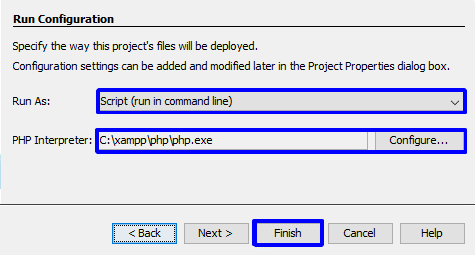 Run Configuration
Specify the way this project's files will be deployed.
Configuration settings can be added and modified later in the Project Properties dialog box.
Run As: Script (run in command line)
PHP Interpreter: C:\xampp\php\php.exe Configure...
< Back Next > Finish Cancel Help